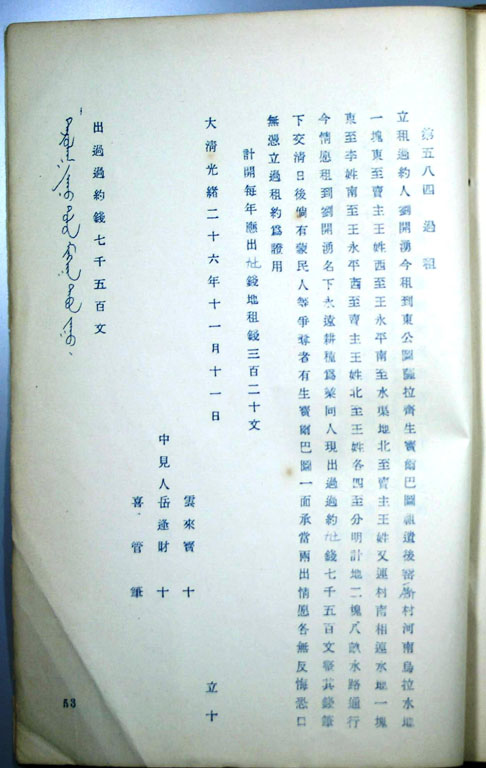 第五八四　過租
立租過約人劉開湧今租到東公圖薩拉齊生寶爾巴圖祖遺後窰村河南烏拉水地
一塊東至賣主王姓西至王永平南至水渠地北至賣主王姓又連村南相連水地一塊
東至李姓南至王永平西至賣主王姓北至王姓各四至分明計地二塊八畝水路通行
今情愿租到劉開湧名下永遠耕種為業同人現出過過約地錢七千五百文整其錢筆
下交清日後倘有蒙民人等爭奪者有生寶爾巴圖一面承當兩出情愿各無反悔恐口
無憑立過租約為證用
計開每年應出地錢地租錢三百二十文
大清光緒二十六年十一月十一日
立十
雲來寶　十
中見人岳逢財　十
喜管　筆
出過過約錢七千五百文
53